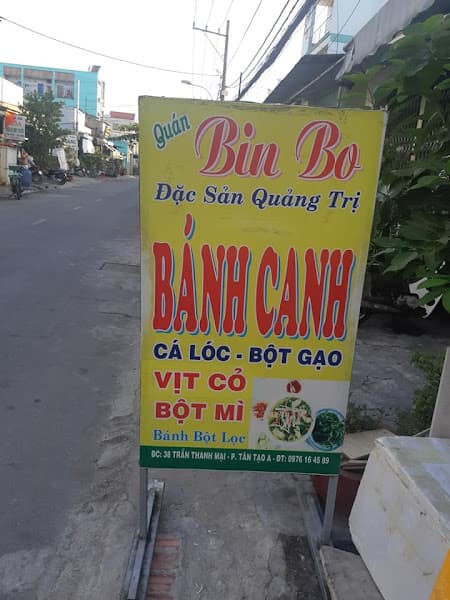 Quán
Bin Bo
Đặc Sản Quảng Trị
BÁNH CANH
CÁ LÓC - BỘT GẠO
VỊT CỎ
BỘT MÌ
Bánh Bột Lọc
ĐC: 38 TRẦN THANH MẠI - P. TÂN TẠO A - ĐT: 0976 16 45 89